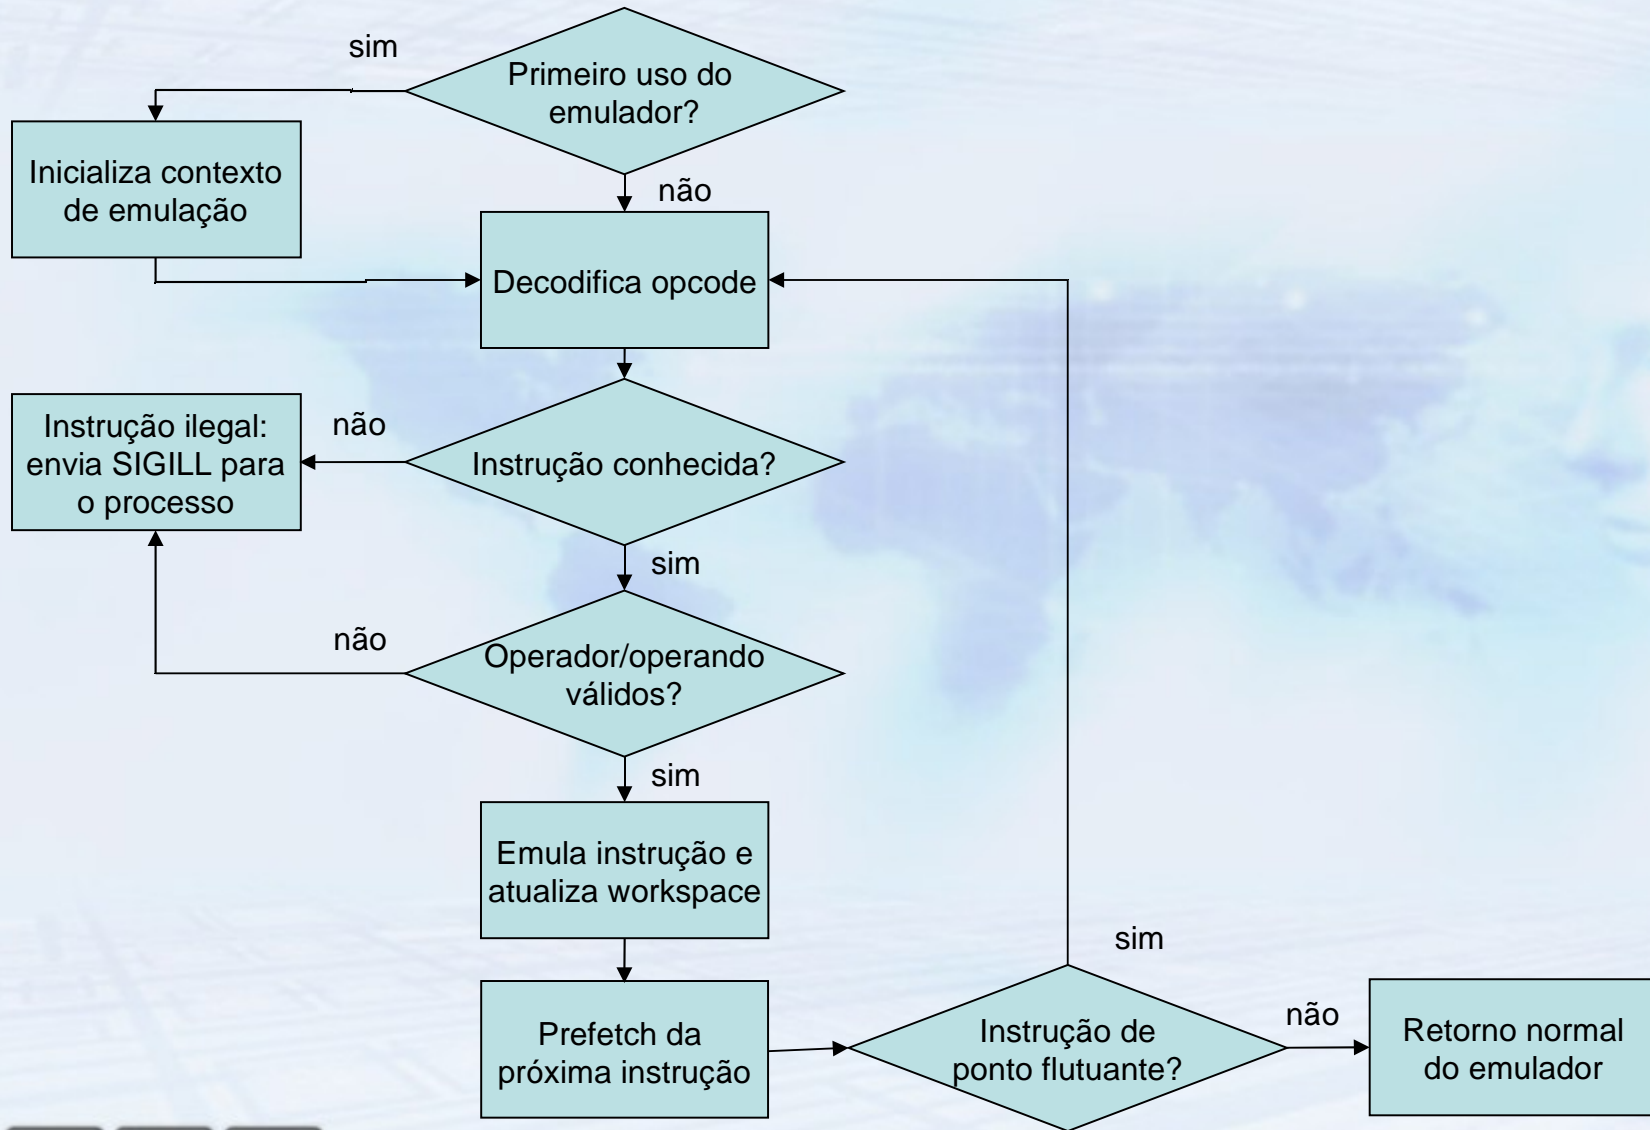 sim
Primeiro uso do
emulador?
Inicializa contexto
de emulação
não
Decodifica opcode
Instrução ilegal:
envia SIGILL para
o processo
não
Instrução conhecida?
sim
não
Operador/operando
válidos?
sim
Emula instrução e
atualiza workspace
Prefetch da
próxima instrução
sim
Instrução de
ponto flutuante?
não
Retorno normal
do emulador